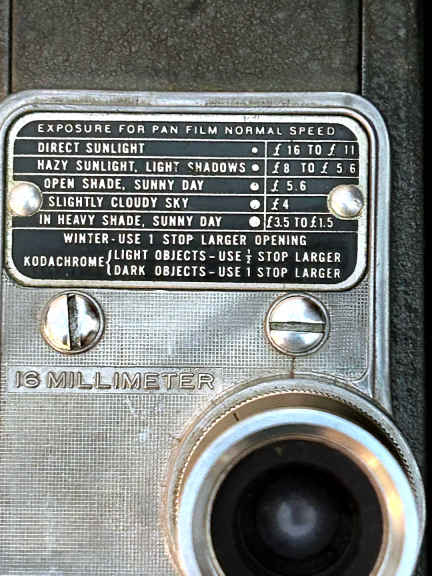 EXPOSURE FOR PAN FILM NORMAL SPEED
DIRECT SUNLIGHT • f 16 TO f 11
HAZY SUNLIGHT, LIGHT SHADOWS • f 8 TO f 5 6
OPEN SHADE, SUNNY DAY • f 5.6
SLIGHTLY CLOUDY SKY • f 4
IN HEAVY SHADE, SUNNY DAY • f3.5 TO f1.5
WINTER-USE 1 STOP LARGER OPENING
KODACHROME { LIGHT OBJECTS-USE ½ STOP LARGER
DARK OBJECTS-USE 1 STOP LARGER
16 MILLIMETER